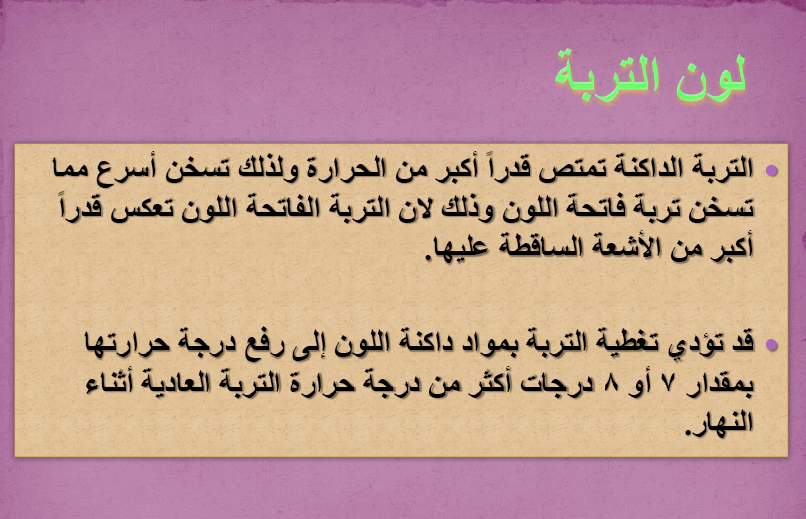 لون التربة
• التربة الداكنة تمتص قدراً أكبر من الحرارة ولذلك تسخن أسرع مما
تسخن تربة فاتحة اللون وذلك لان التربة الفاتحة اللون تعكس قدراً
أكبر من الأشعة الساقطة عليها.
• قد تؤدي تغطية التربة بمواد داكنة اللون إلى رفع درجة حرارتها
بمقدار ٧ أو ٨ درجات أكثر من درجة حرارة التربة العادية أثناء
النهار.